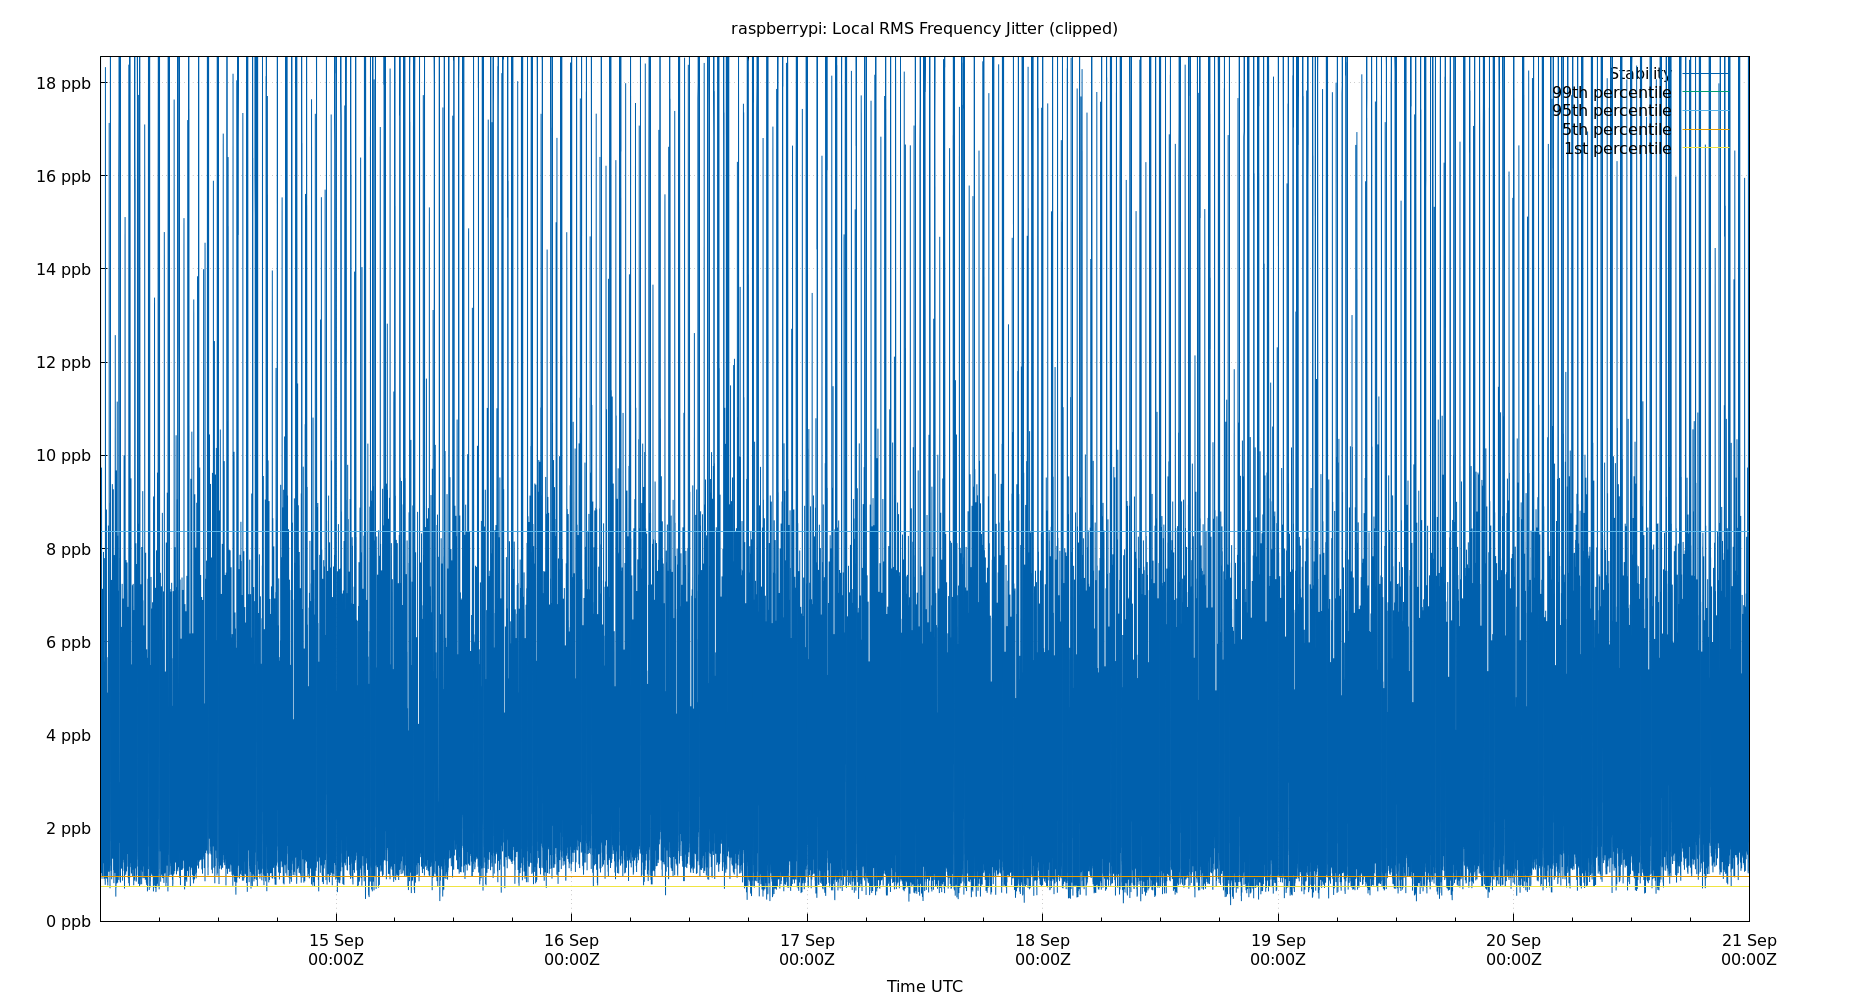 raspberrypi: Local RMS Frequency Jitter (clipped)
18 ppb
16 ppb
14 ppb
12 ppb
10 ppb
8 ppb
6 ppb
4 ppb
2 ppb
0 ppb
Stability
99th percentile
95th percentile
5th percentile
1st percentile
15 Sep
00:00Z
16 Sep
00:00Z
17 Sep
00:00Z
18 Sep
00:00Z
19 Sep
00:00Z
20 Sep
00:00Z
21 Sep
00:00Z
Time UTC